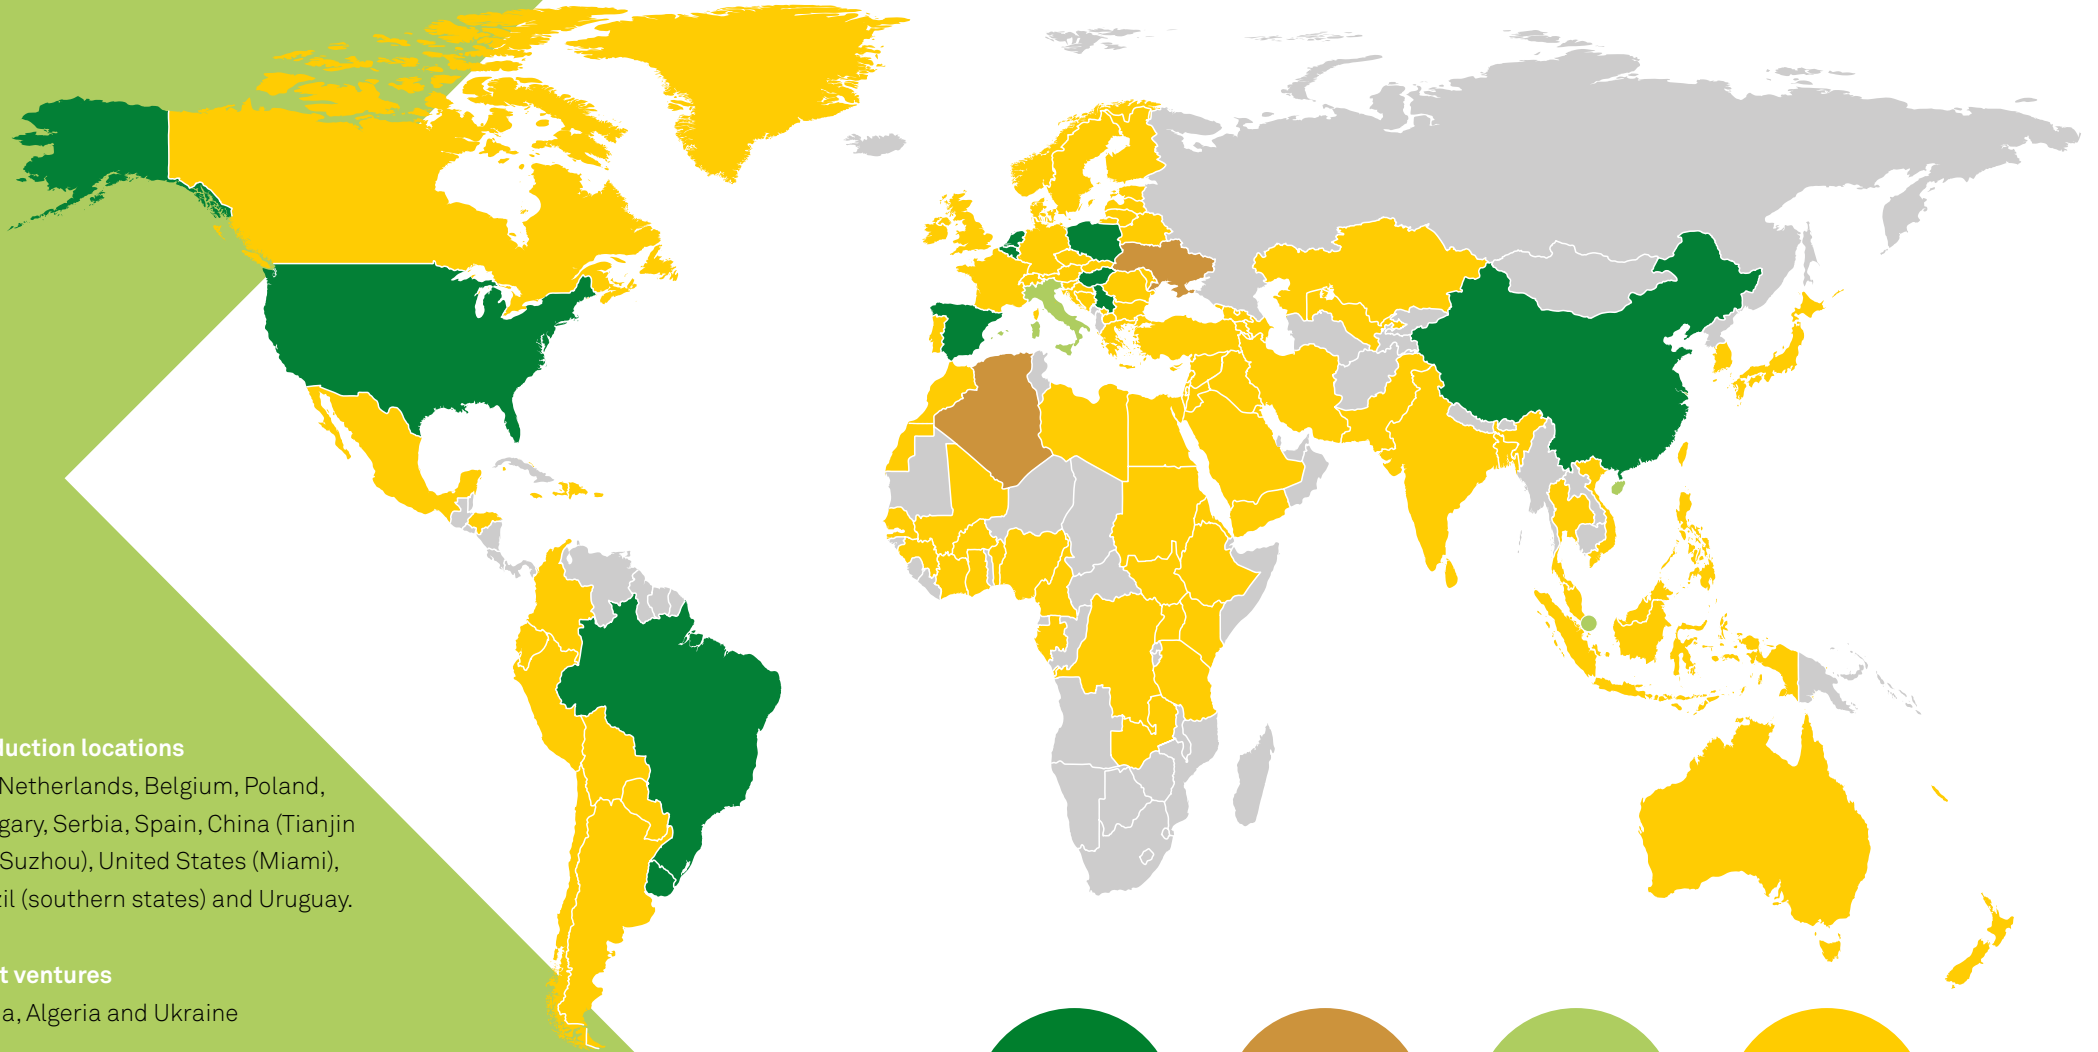 duction locations
Netherlands, Belgium, Poland,
gary, Serbia, Spain, China (Tianjin
Suzhou), United States (Miami),
zil (southern states) and Uruguay.
t ventures
a, Algeria and Ukraine